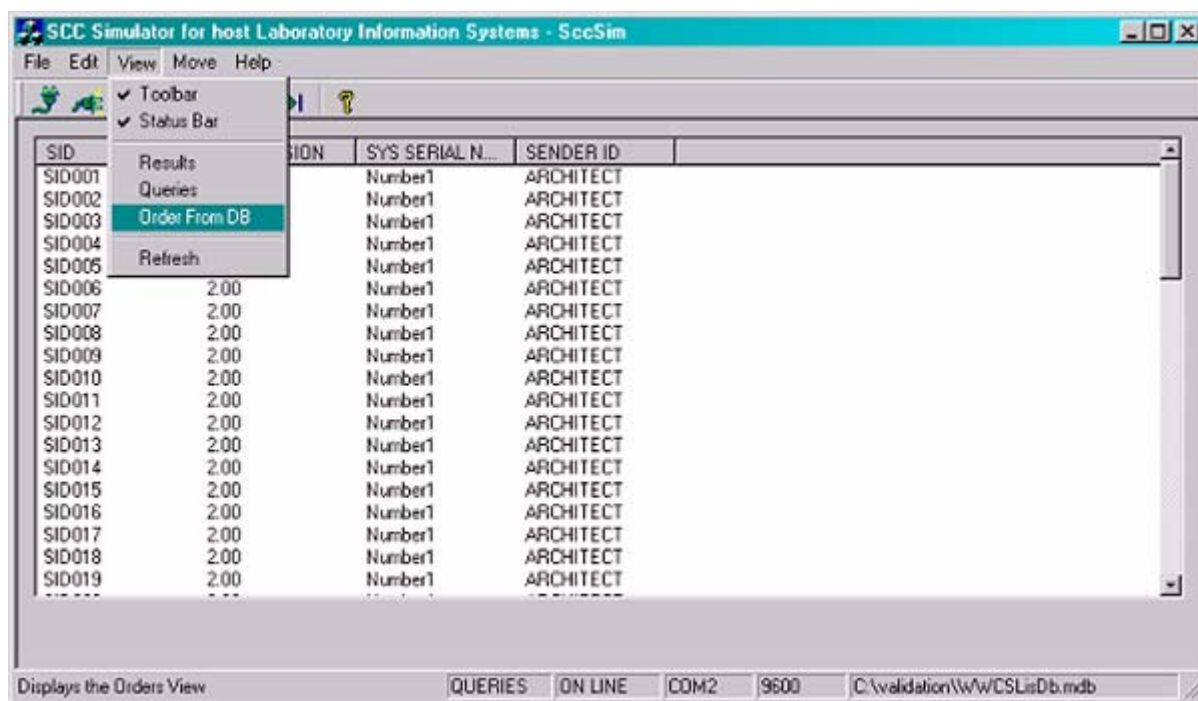 SCC Simulator for host Laboratory Information Systems - SccSim
File Edit View Move Help
Toolbar
Status Bar
Results
Queries
Order From DB
Refresh
SID SION SYS SERIAL N... SENDER ID
SID001 Number1 ARCHITECT
SID002 Number1 ARCHITECT
SID003 Number1 ARCHITECT
SID004 Number1 ARCHITECT
SID005 Number1 ARCHITECT
SID006 2.00 Number1 ARCHITECT
SID007 2.00 Number1 ARCHITECT
SID008 2.00 Number1 ARCHITECT
SID009 2.00 Number1 ARCHITECT
SID010 2.00 Number1 ARCHITECT
SID011 2.00 Number1 ARCHITECT
SID012 2.00 Number1 ARCHITECT
SID013 2.00 Number1 ARCHITECT
SID014 2.00 Number1 ARCHITECT
SID015 2.00 Number1 ARCHITECT
SID016 2.00 Number1 ARCHITECT
SID017 2.00 Number1 ARCHITECT
SID018 2.00 Number1 ARCHITECT
SID019 2.00 Number1 ARCHITECT
Displays the Orders View QUERIES ON LINE COM2 9600 C:\validation\WWCSLisDb.mdb